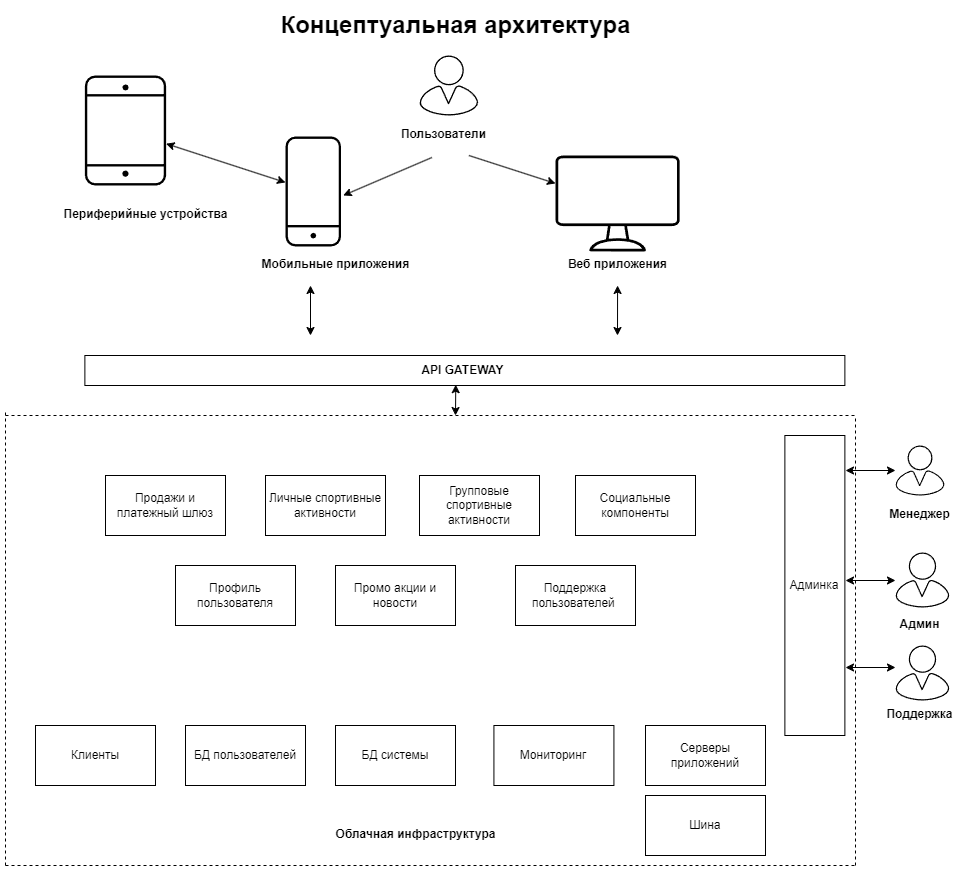 Концептуальная архитектура
Пользователи
Периферийные устройства
Мобильные приложения
Веб приложения
API GATEWAY
Продажи и
платежный шлюз
Личные спортивные
активности
Групповые
спортивные
активности
Социальные
компоненты
Менеджер
Профиль
пользователя
Промо акции и
новости
Поддержка
пользователей
Админка
Админ
Поддержка
Клиенты
БД пользователей
БД системы
Мониторинг
Серверы
приложений
Шина
Облачная инфраструктура